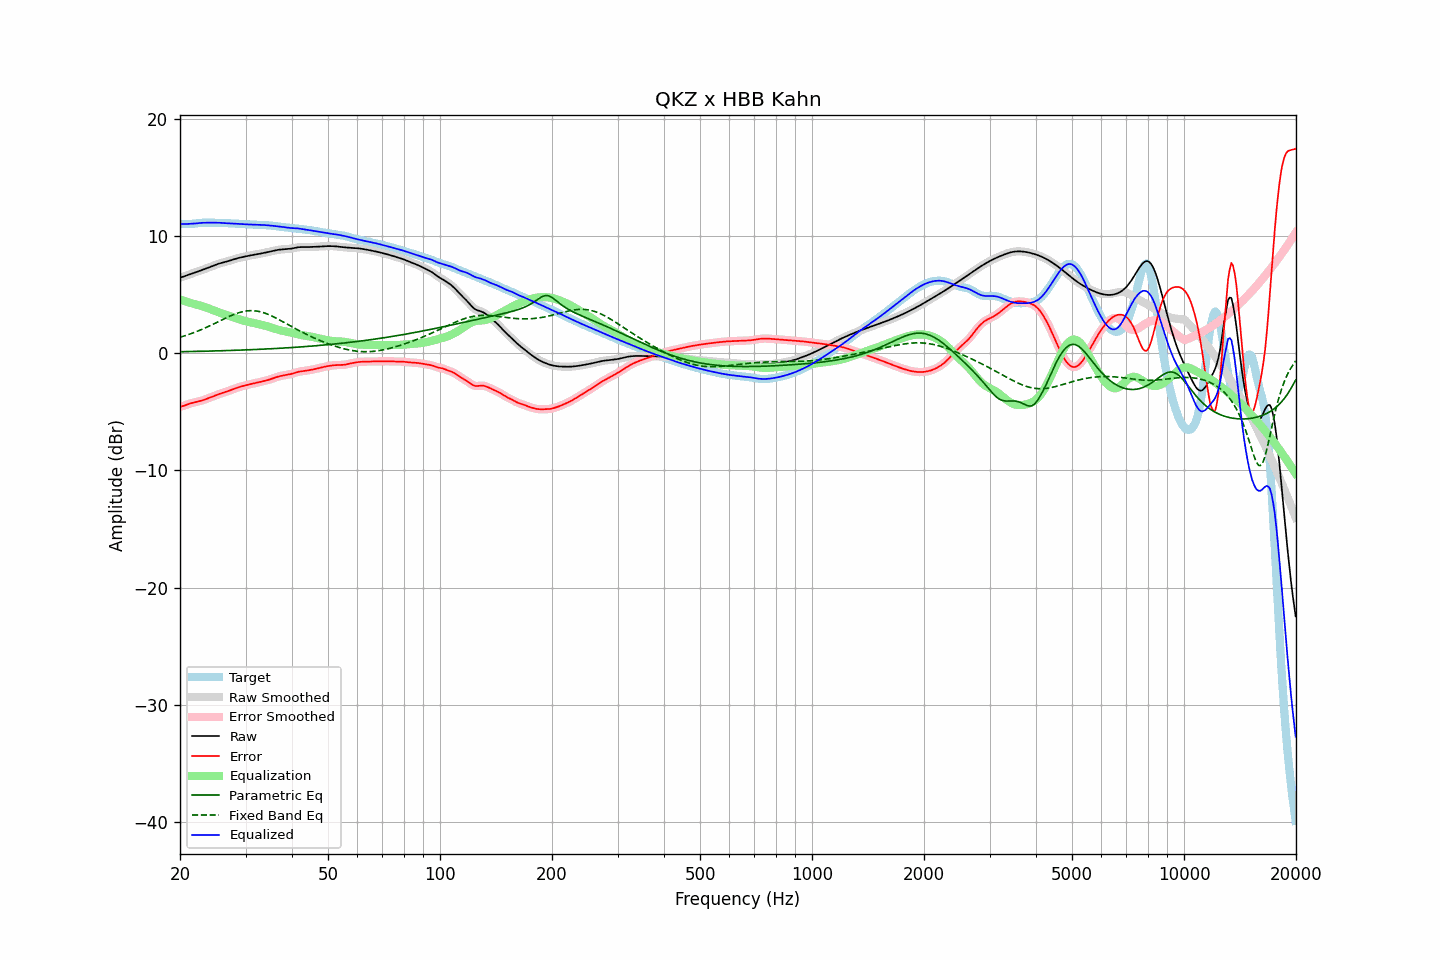 QKZ x HBB Kahn
20
10
0
−10
−20
−30
−40
Amplitude (dBr)
Target
Raw Smoothed
Error Smoothed
Raw
Error
Equalization
Parametric Eq
Fixed Band Eq
Equalized
20 50 100 200 500 1000 2000 5000 10000 20000
Frequency (Hz)